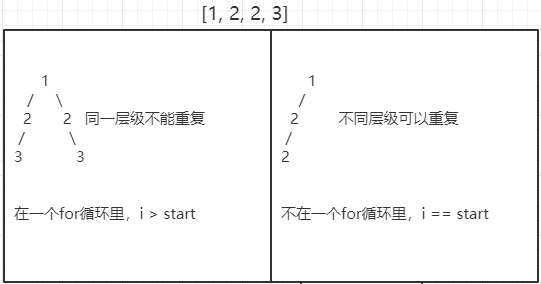 [1, 2, 2, 3]
1
/ \
2 2 同一层级不能重复
/ \
3 3
在一个for循环里，i > start
1
/
2 不同层级可以重复
/
2
不在一个for循环里，i == start